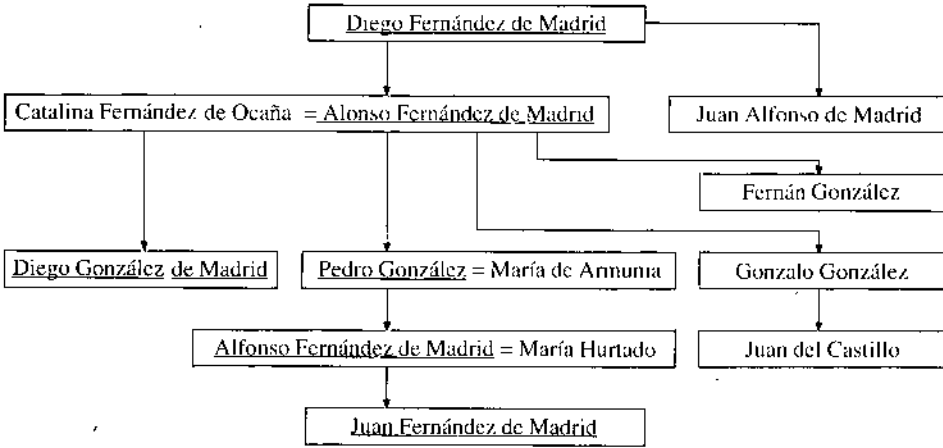 Diego Fernández de Madrid
Catalina Fernández de Ocaña = Alonso Fernández de Madrid
Juan Alfonso de Madrid
Fernán González
Diego González de Madrid
Pedro González = María de Armunia
Gonzalo González
Alfonso Fernández de Madrid = María Hurtado
Juan del Castillo
Juan Fernández de Madrid